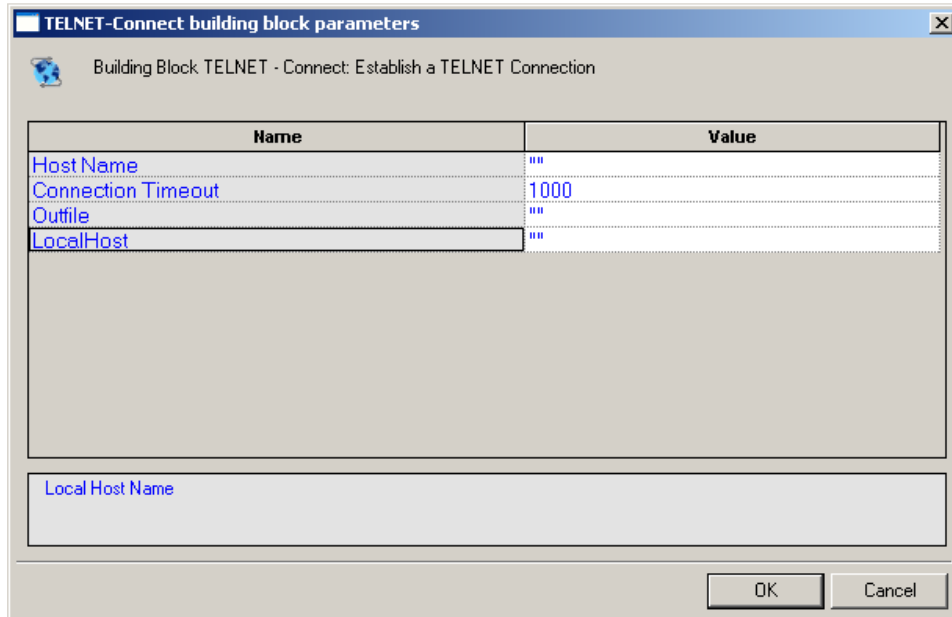 TELNET-Connect building block parameters
Building Block TELNET - Connect: Establish a TELNET Connection
Name Value
Host Name ""
Connection Timeout 1000
Outfile ""
LocalHost ""
Local Host Name
OK Cancel